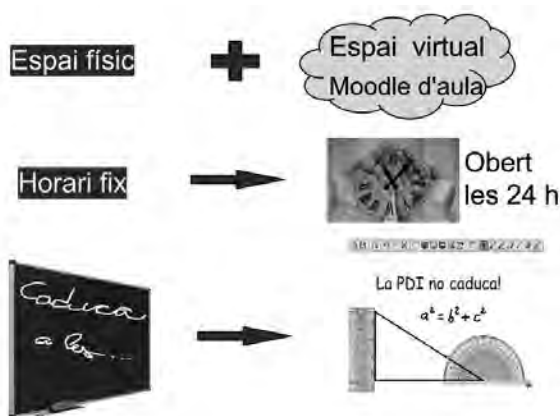 Espai físic
Espai virtual
Moodle d'aula
Horari fix
Obert
les 24 h
Caduca
a les ...
La PDI no caduca!
a² = b² + c²